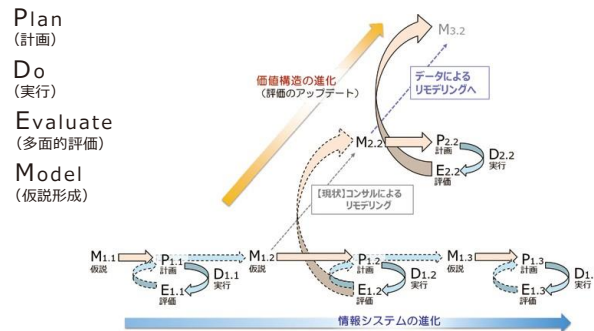 Plan
(計画)
Do
(実行)
Evaluate
(多面的評価)
Model
(仮説形成)
M3.2
価値構造の進化
(評価のアップデート)
データによる
リモデリングへ
M2.2
P2.2
計画
D2.2
実行
E2.2
評価
【現状】コンサルによる
リモデリング
M1.1
仮説
P1.1
計画
D1.1
実行
E1.1
評価
M1.2
仮説
P1.2
計画
D1.2
実行
E1.2
評価
M1.3
仮説
P1.3
計画
D1.
実行
E1.3
評価
情報システムの進化